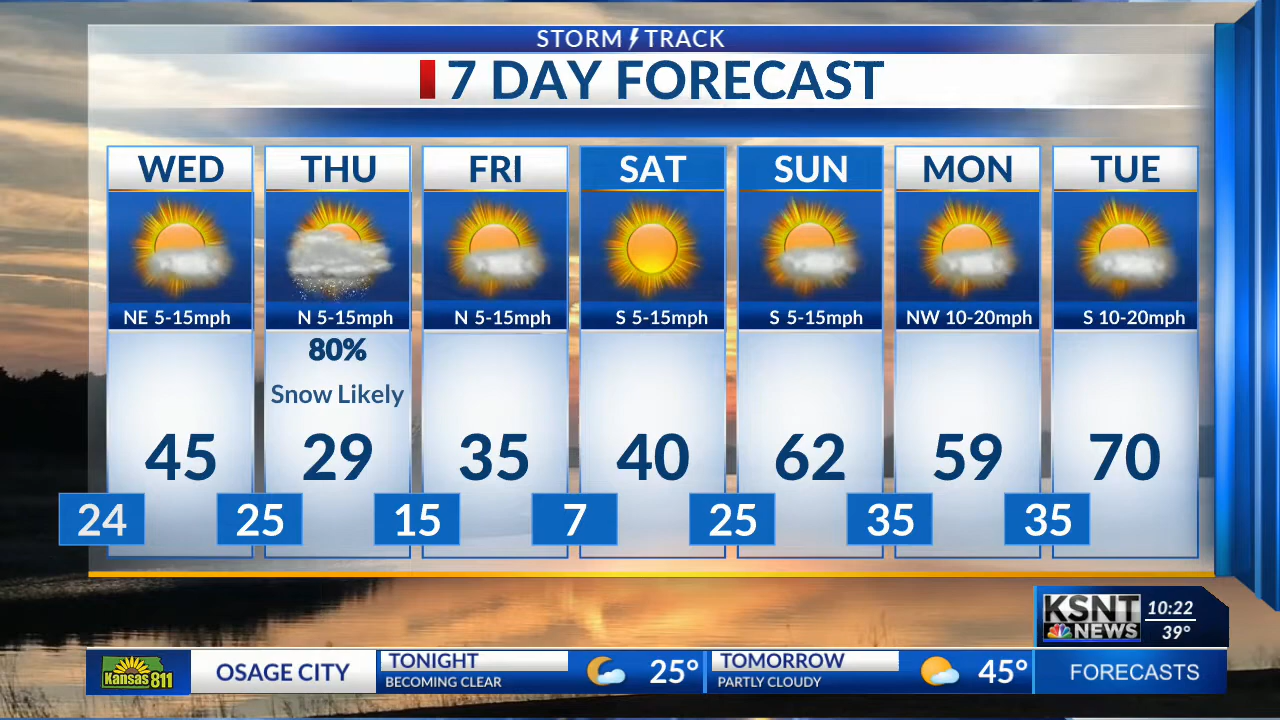 STORM TRACK
7 DAY FORECAST
WED THU FRI SAT SUN MON TUE
NE 5-15mph N 5-15mph N 5-15mph S 5-15mph S 5-15mph NW 10-20mph S 10-20mph
80%
Snow Likely
45 29 35 40 62 59 70
24 25 15 7 25 35 35
KSNT NEWS
10:22
39°
Kansas 811
OSAGE CITY
TONIGHT
BECOMING CLEAR
25°
TOMORROW
PARTLY CLOUDY
45°
FORECASTS